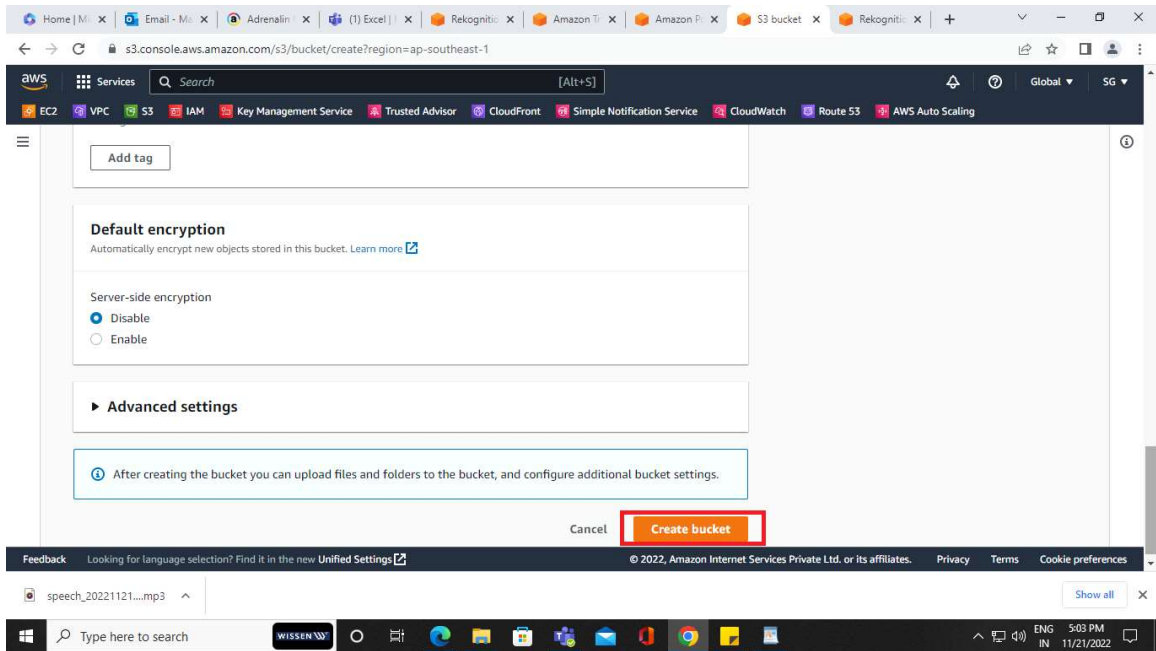 Home | Mi
Email - Ma
Adrenalin
(1) Excel |
Rekognitio
Amazon Tr
Amazon Po
S3 bucket
Rekognitio
s3.console.aws.amazon.com/s3/bucket/create?region=ap-southeast-1
aws
Services
Search
[Alt+S]
Global
SG
EC2
VPC
S3
IAM
Key Management Service
Trusted Advisor
CloudFront
Simple Notification Service
CloudWatch
Route 53
AWS Auto Scaling
Add tag
Default encryption
Automatically encrypt new objects stored in this bucket. Learn more
Server-side encryption
Disable
Enable
Advanced settings
After creating the bucket you can upload files and folders to the bucket, and configure additional bucket settings.
Cancel
Create bucket
Feedback
Looking for language selection? Find it in the new Unified Settings
© 2022, Amazon Internet Services Private Ltd. or its affiliates.
Privacy
Terms
Cookie preferences
speech_20221121....mp3
Show all
Type here to search
WISSEN
ENG
IN
5:03 PM
11/21/2022